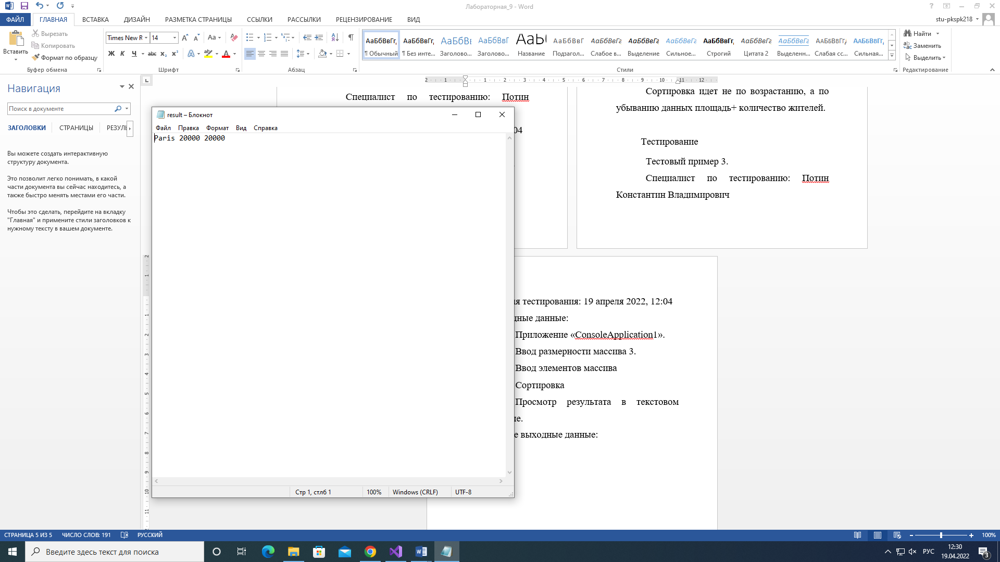 Лабораторная_9 - Word
ФАЙЛ ГЛАВНАЯ ВСТАВКА ДИЗАЙН РАЗМЕТКА СТРАНИЦЫ ССЫЛКИ РАССЫЛКИ РЕЦЕНЗИРОВАНИЕ ВИД
stu-pkspk218
Вставить
Вырезать
Копировать
Формат по образцу
Буфер обмена
Times New R 14
Шрифт
Абзац
АаБбВвГг, ¶ Обычный
АаБбВвГг, ¶ Без инте...
АаБбВв Заголово...
АаБбВвГ Заголово...
Название
АаБбВвГ Подзагол...
АаБбВвГг Слабое в...
АаБбВвГг Выделение
АаБбВвГг Сильное...
АаБбВвГг, Строгий
АаБбВвГг Цитата 2
АаБбВвГг Выделенн...
Слабая сс...
Сильная...
Стили
Найти
Заменить
Выделить
Редактирование
Навигация
Поиск в документе
ЗАГОЛОВКИ СТРАНИЦЫ РЕЗУЛЬ
Вы можете создать интерактивную
структуру документа.
Это позволит легко понимать, в какой
части документа вы сейчас находитесь, а
также быстро менять местами его части.
Чтобы это сделать, перейдите на вкладку
"Главная" и примените стили заголовков к
нужному тексту в вашем документе.
Специалист по тестированию: Потин
04
result – Блокнот
Файл Правка Формат Вид Справка
Paris 20000 20000
Стр 1, стлб 1 100% Windows (CRLF) UTF-8
Сортировка идет не по возрастанию, а по
убыванию данных площадь+ количество жителей.
Тестирование
Тестовый пример 3.
Специалист по тестированию: Потин
Константин Владимирович
я тестирования: 19 апреля 2022, 12:04
дные данные:
Приложение «ConsoleApplication1».
Ввод размерности массива 3.
Ввод элементов массива
Сортировка
Просмотр результата в текстовом
е.
е выходные данные:
СТРАНИЦА 5 ИЗ 5 ЧИСЛО СЛОВ: 191 РУССКИЙ
100%
Введите здесь текст для поиска
РУС
12:30
19.04.2022
3